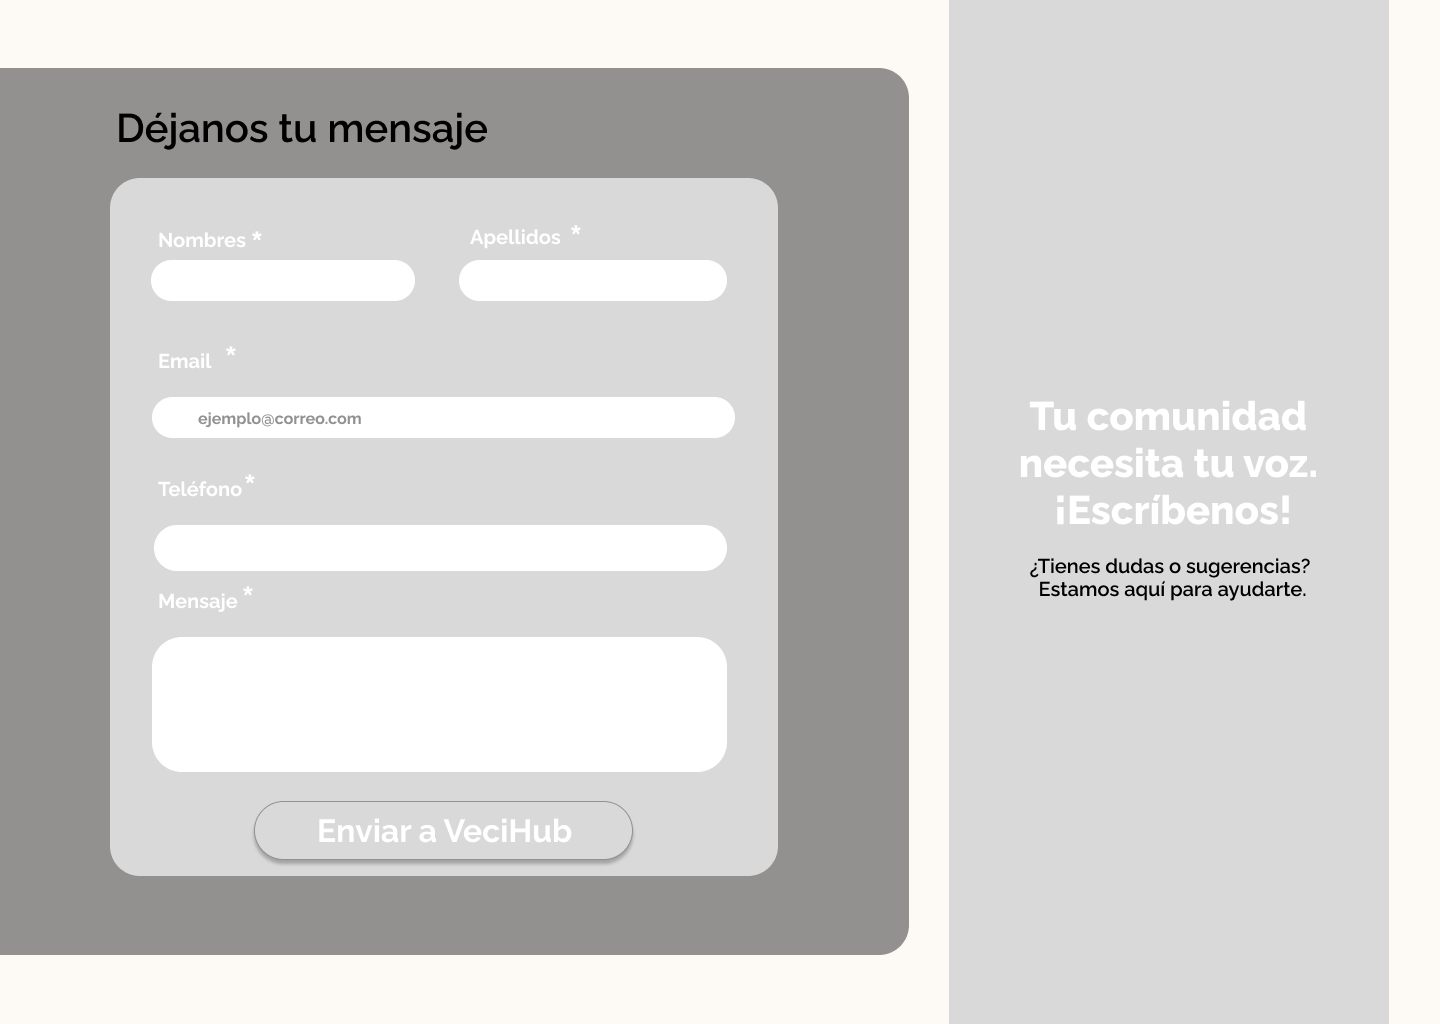 Déjanos tu mensaje
Nombres *
Apellidos *
Email *
ejemplo@correo.com
Teléfono *
Mensaje *
Enviar a VeciHub
Tu comunidad
necesita tu voz.
¡Escríbenos!
¿Tienes dudas o sugerencias?
Estamos aquí para ayudarte.